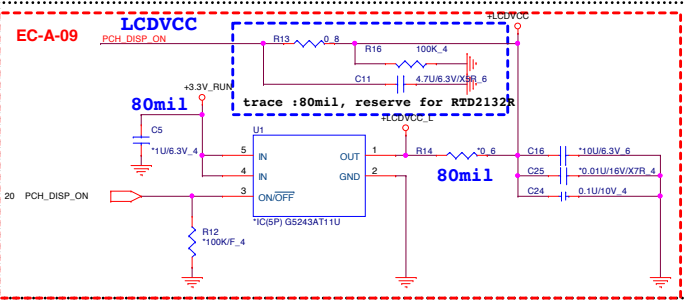 LCDVCC
+LCDVCC
EC-A-09
PCH_DISP_ON
R13
0_8
R16
100K_4
C11
4.7U/6.3V/X5R_6
+3.3V_RUN
trace :80mil, reserve for RTD2132R
80mil
+LCDVCC_L
C5
*1U/6.3V_4
U1
5
IN
OUT
1
R14
*0_6
C16
*10U/6.3V_6
4
IN
GND
2
80mil
C25
*0.01U/16V/X7R_4
20
PCH_DISP_ON
3
ON/OFF
C24
0.1U/10V_4
*IC(5P) G5243AT11U
R12
*100K/F_4